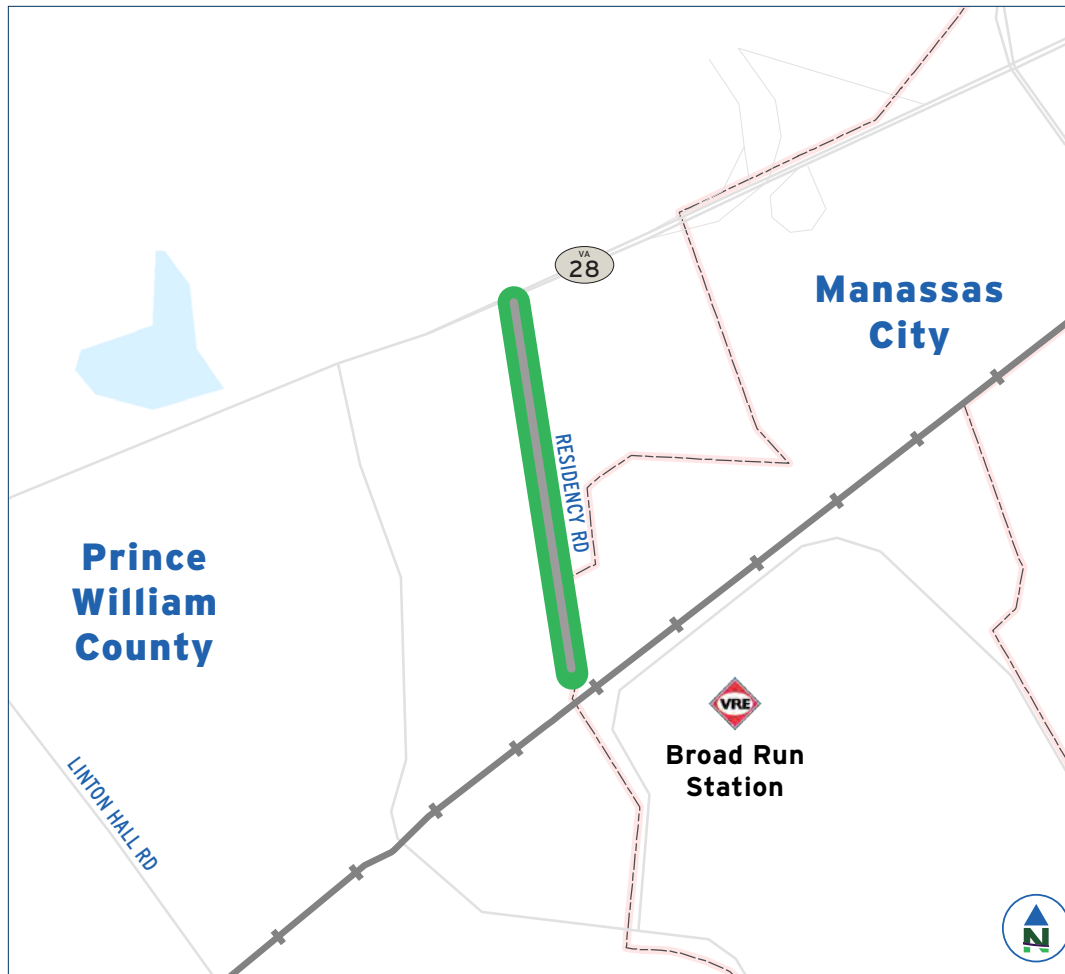 VA
28
Manassas
City
RESIDENCY RD
Prince
William
County
VRE
Broad Run
Station
LINTON HALL RD
N